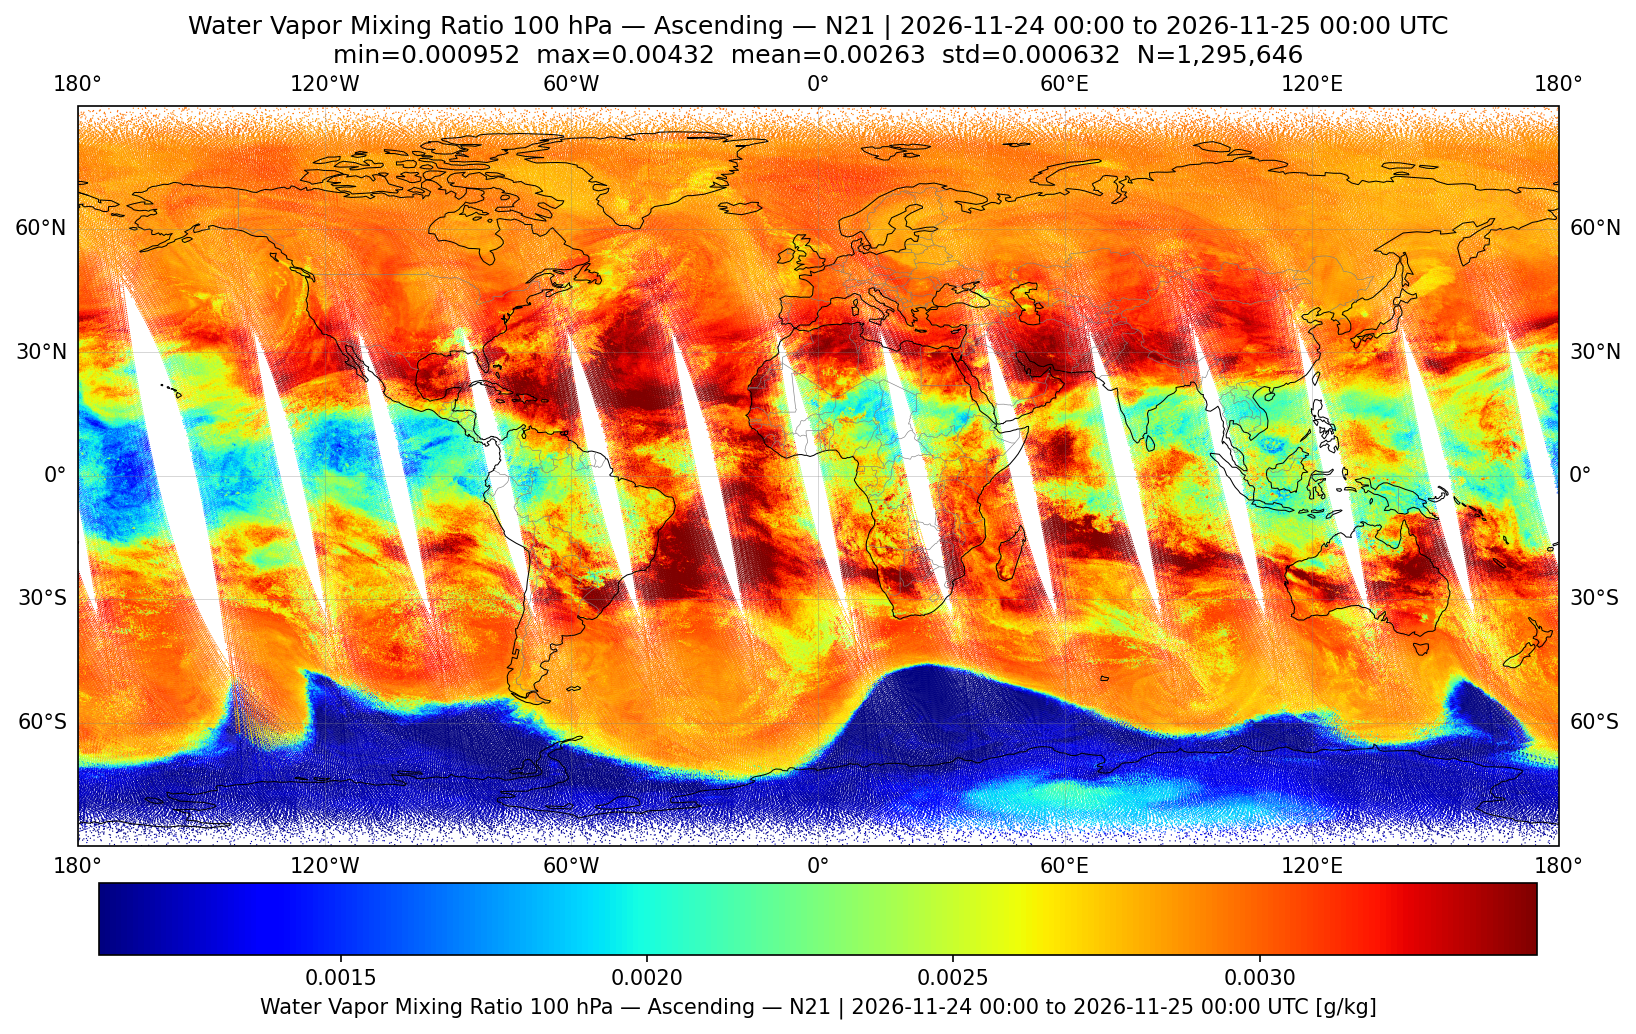 Water Vapor Mixing Ratio 100 hPa — Ascending — N21 | 2026-11-24 00:00 to 2026-11-25 00:00 UTC
min=0.000952 max=0.00432 mean=0.00263 std=0.000632 N=1,295,646
180° 120°W 60°W 0° 60°E 120°E 180°
60°N 60°N
30°N 30°N
0° 0°
30°S 30°S
60°S 60°S
180° 120°W 60°W 0° 60°E 120°E 180°
0.0015 0.0020 0.0025 0.0030
Water Vapor Mixing Ratio 100 hPa — Ascending — N21 | 2026-11-24 00:00 to 2026-11-25 00:00 UTC [g/kg]